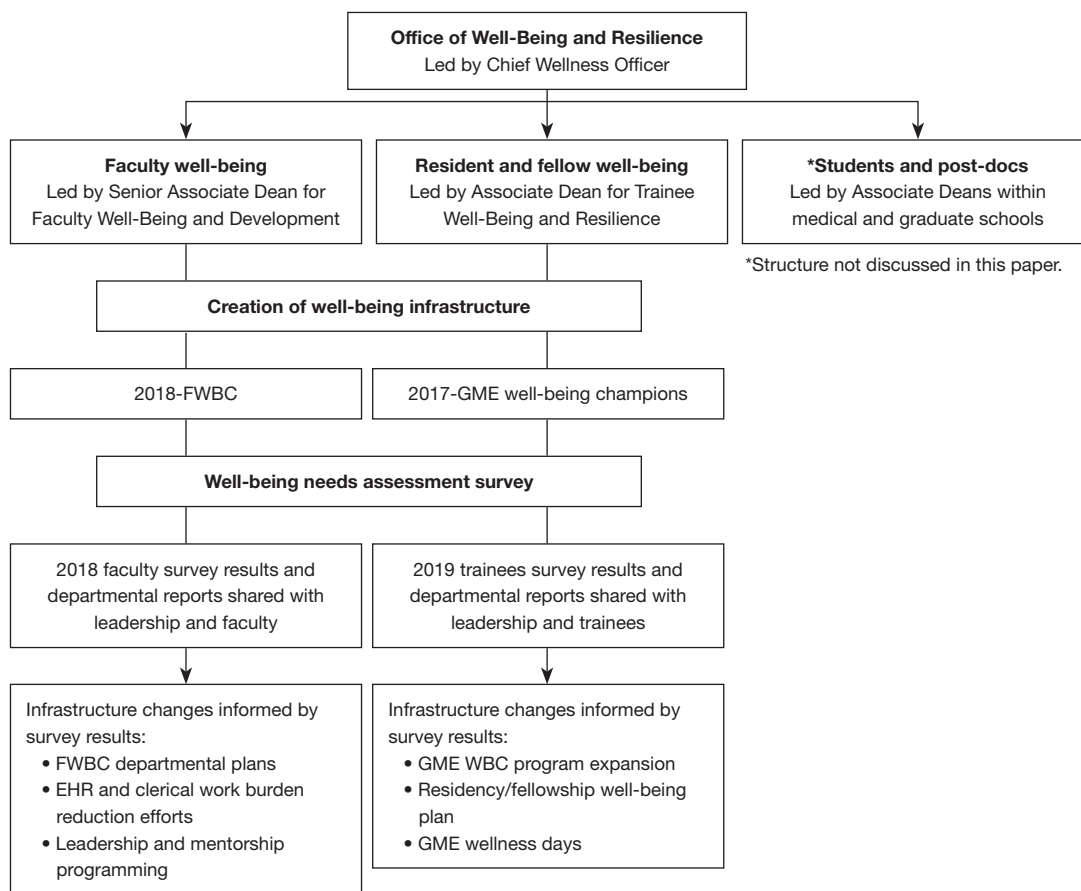 Office of Well-Being and Resilience
Led by Chief Wellness Officer
Faculty well-being
Led by Senior Associate Dean for
Faculty Well-Being and Development
Resident and fellow well-being
Led by Associate Dean for Trainee
Well-Being and Resilience
*Students and post-docs
Led by Associate Deans within
medical and graduate schools
*Structure not discussed in this paper.
Creation of well-being infrastructure
2018-FWBC
2017-GME well-being champions
Well-being needs assessment survey
2018 faculty survey results and
departmental reports shared with
leadership and faculty
2019 trainees survey results and
departmental reports shared with
leadership and trainees
Infrastructure changes informed by
survey results:
• FWBC departmental plans
• EHR and clerical work burden
reduction efforts
• Leadership and mentorship
programming
Infrastructure changes informed by
survey results:
• GME WBC program expansion
• Residency/fellowship well-being
plan
• GME wellness days